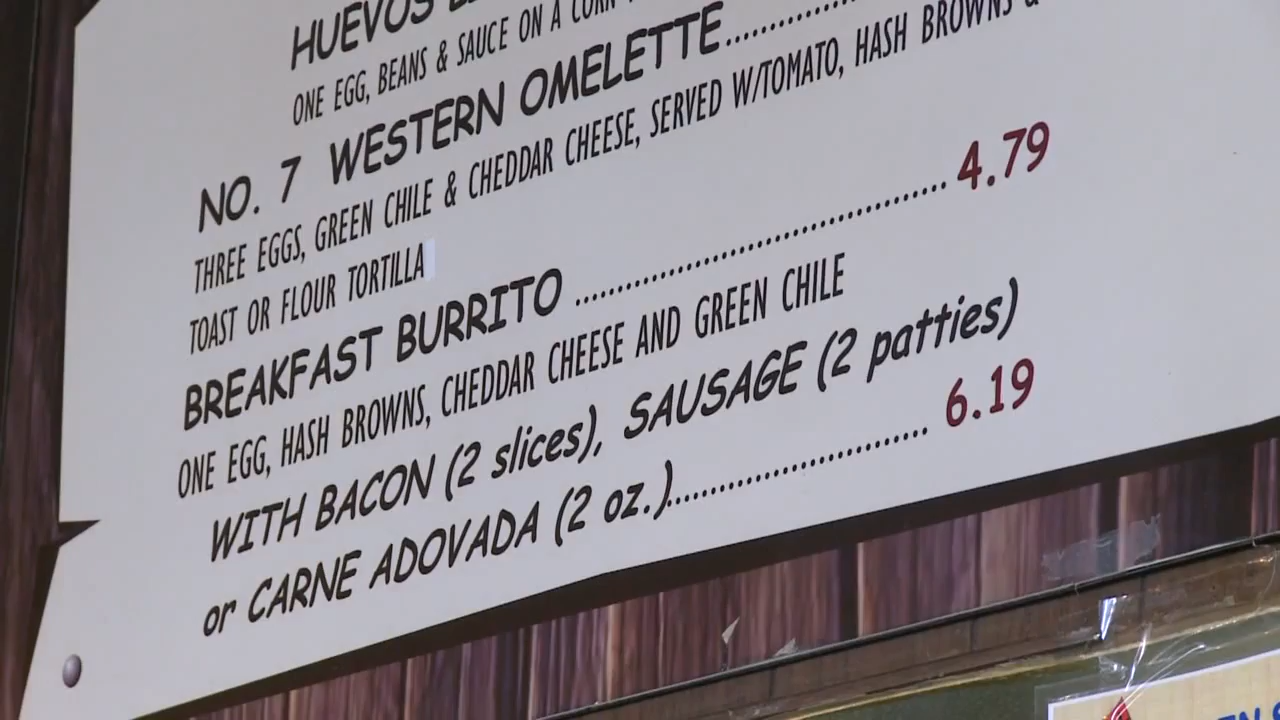 HUEVOS
ONE EGG, BEANS & SAUCE ON A CORN
NO. 7 WESTERN OMELETTE..........
THREE EGGS, GREEN CHILE & CHEDDAR CHEESE, SERVED W/TOMATO, HASH BROWNS &
TOAST OR FLOUR TORTILLA
BREAKFAST BURRITO .......................................... 4.79
ONE EGG, HASH BROWNS, CHEDDAR CHEESE AND GREEN CHILE
WITH BACON (2 slices), SAUSAGE (2 patties)
or CARNE ADOVADA (2 oz.)............................. 6.19